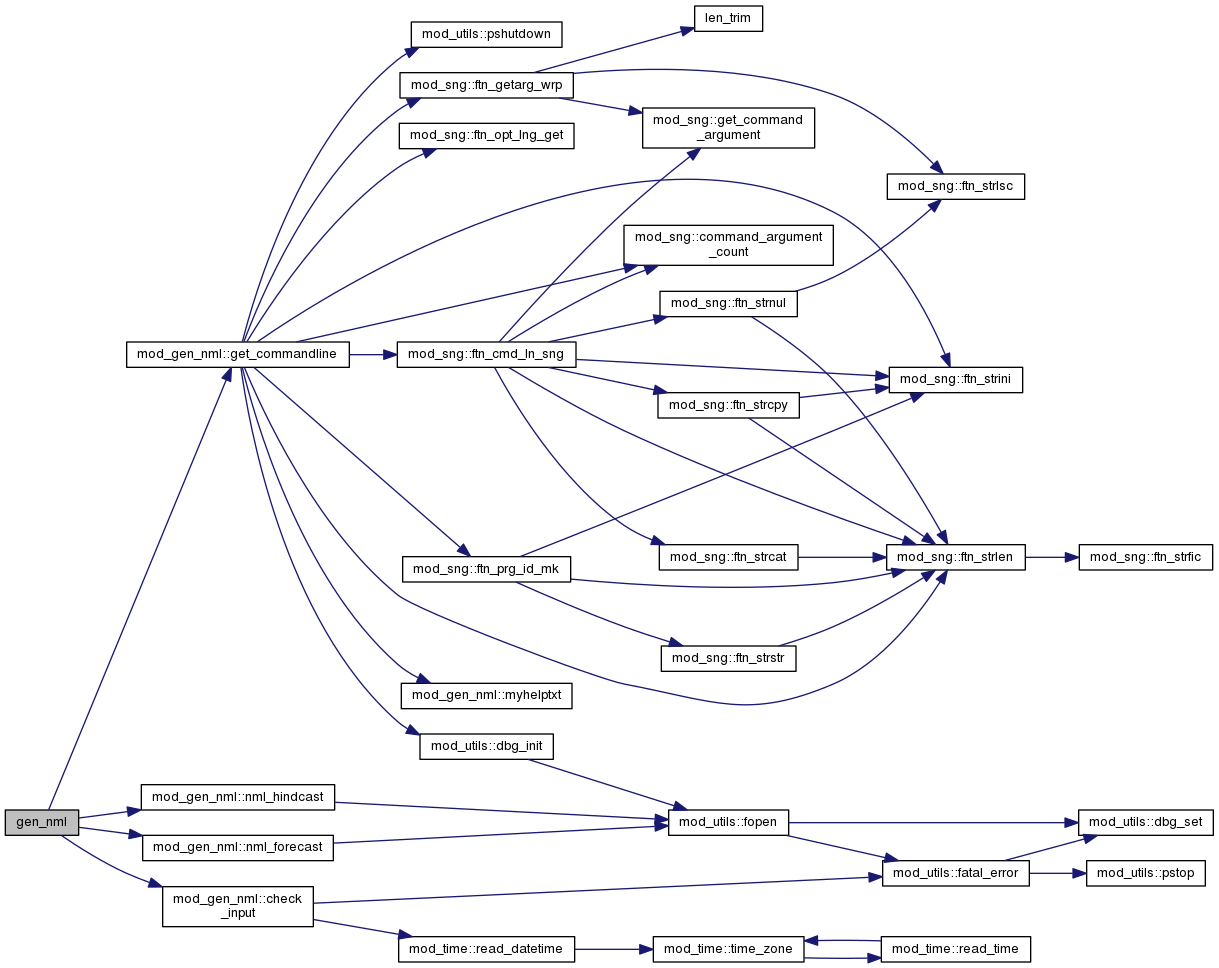 len_trim
mod_utils::pshutdown
mod_sng::ftn_getarg_wrp
mod_sng::get_command
_argument
mod_sng::ftn_opt_lng_get
mod_sng::ftn_strlsc
mod_sng::command_argument
_count
mod_sng::ftn_strnul
mod_gen_nml::get_commandline
mod_sng::ftn_cmd_ln_sng
mod_sng::ftn_strini
mod_sng::ftn_strcpy
mod_sng::ftn_strcat
mod_sng::ftn_strlen
mod_sng::ftn_strfic
mod_sng::ftn_prg_id_mk
mod_sng::ftn_strstr
mod_gen_nml::myhelptxt
mod_utils::dbg_init
mod_gen_nml::nml_hindcast
gen_nml
mod_utils::fopen
mod_utils::dbg_set
mod_gen_nml::nml_forecast
mod_utils::fatal_error
mod_utils::pstop
mod_gen_nml::check
_input
mod_time::read_datetime
mod_time::time_zone
mod_time::read_time